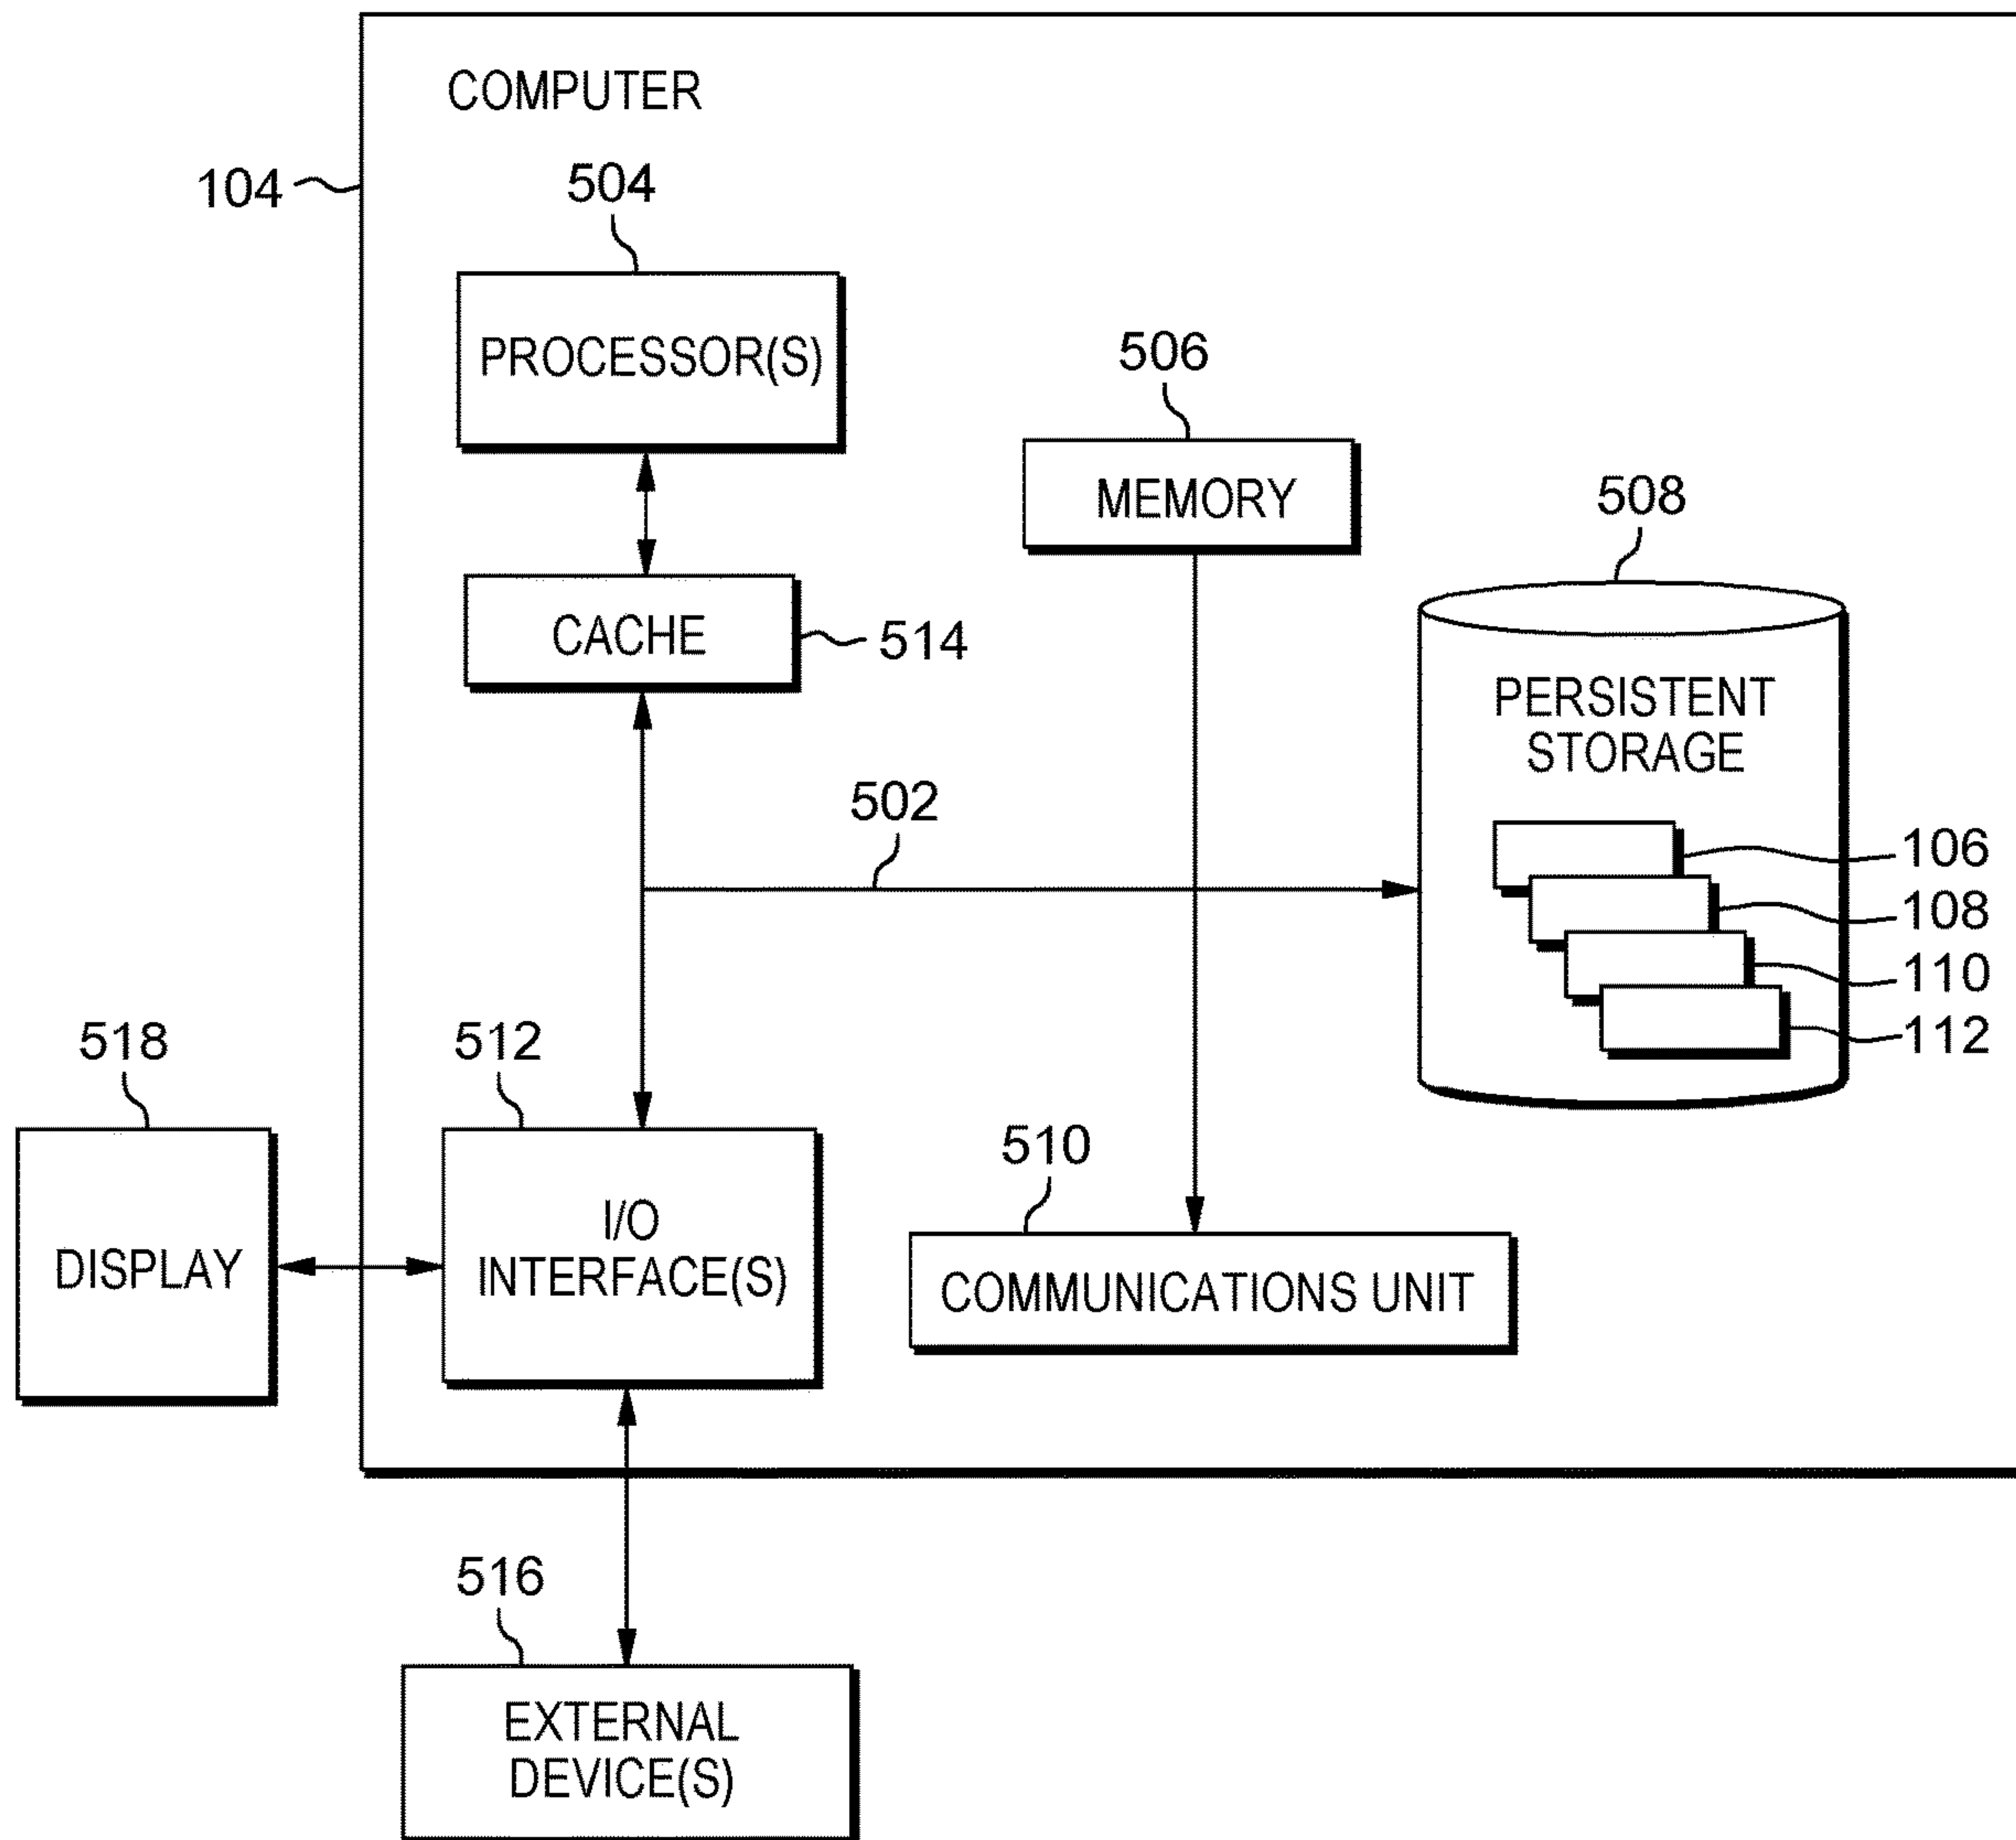 COMPUTER
104
504
PROCESSOR(S)
506
MEMORY
508
CACHE
514
PERSISTENT
STORAGE
502
106
108
110
112
518
512
510
DISPLAY
I/O
INTERFACE(S)
COMMUNICATIONS UNIT
516
EXTERNAL
DEVICE(S)